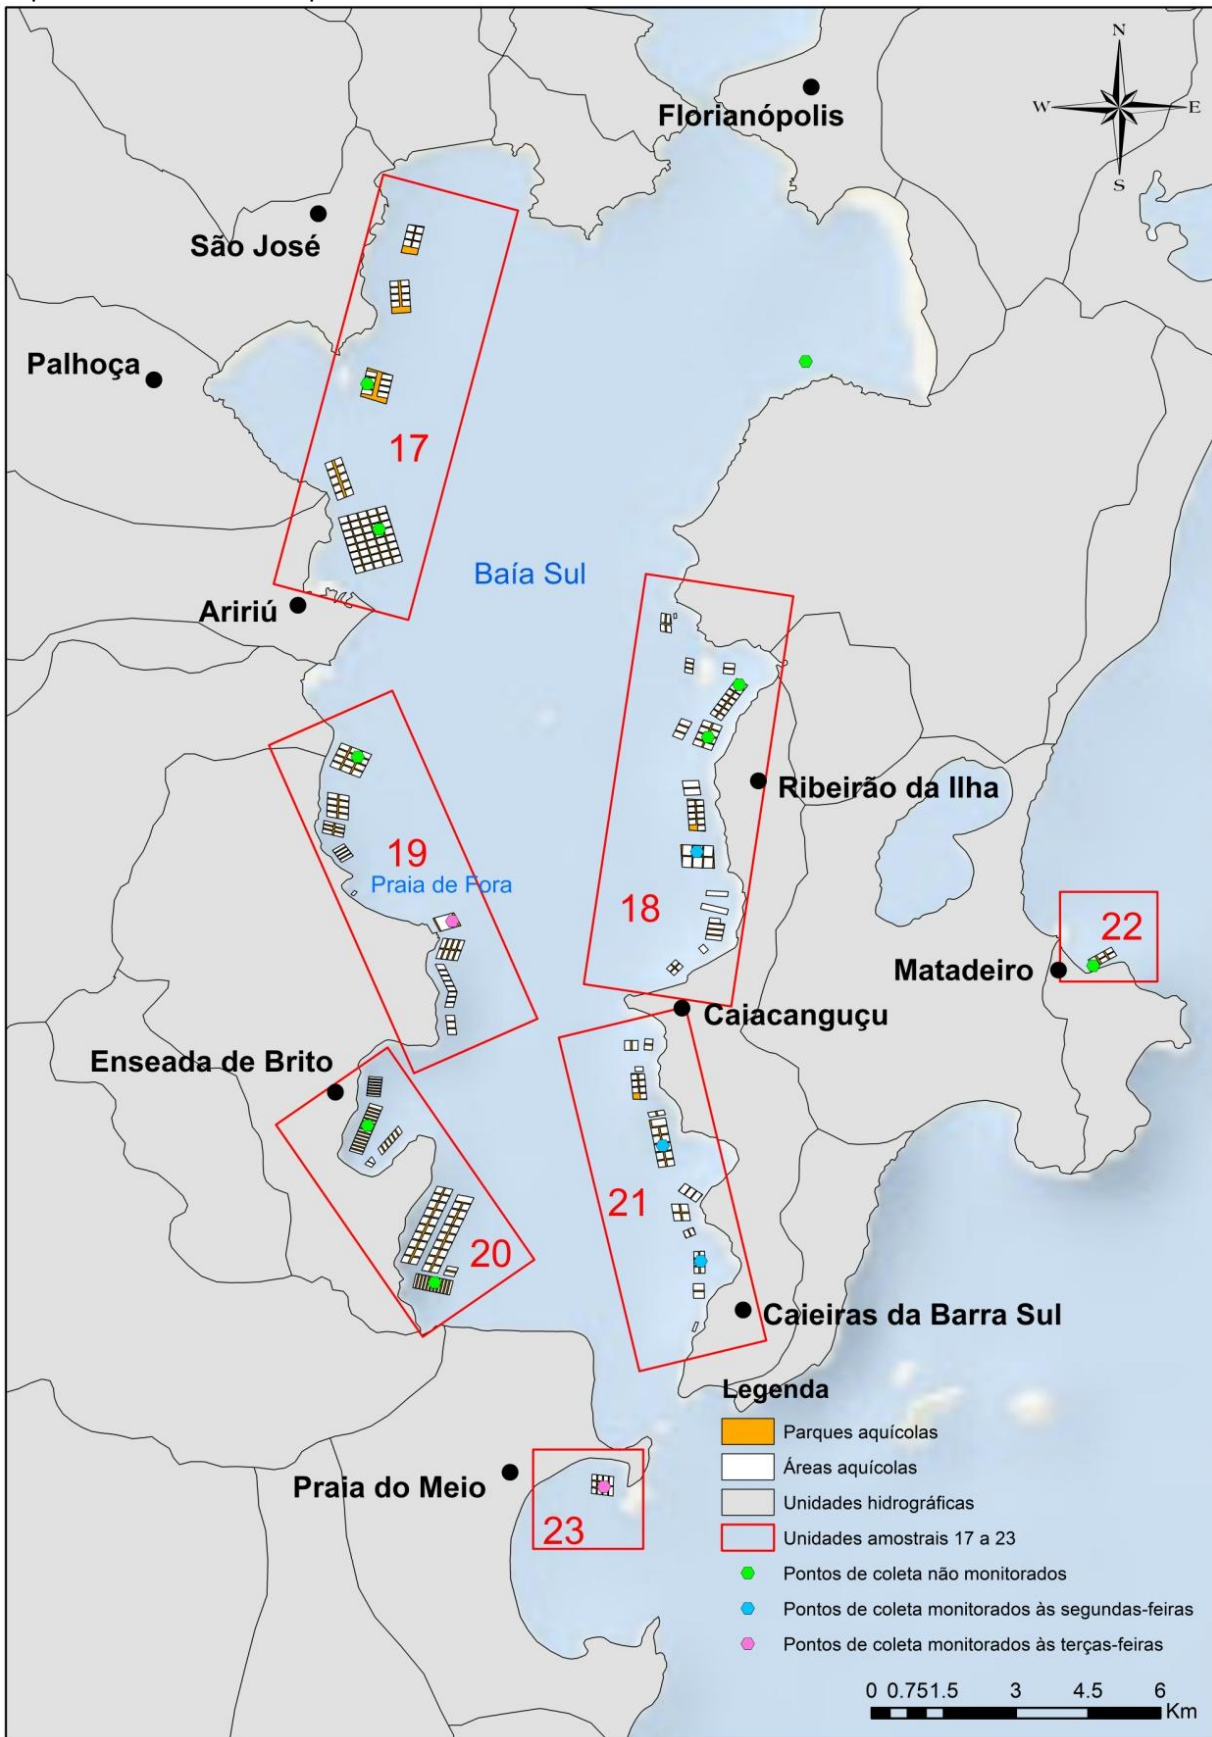 N
W E
S
Florianópolis
São José
Palhoça
17
Baía Sul
Aririú
Ribeirão da Ilha
19
Praia de Fora
18
22
Matadeiro
Caiacanguçu
Enseada de Brito
21
20
Caieiras da Barra Sul
Legenda
Parques aquícolas
Áreas aquícolas
Praia do Meio
Unidades hidrográficas
23
Unidades amostrais 17 a 23
Pontos de coleta não monitorados
Pontos de coleta monitorados às segundas-feiras
Pontos de coleta monitorados às terças-feiras
0 0.75 1.5 3 4.5 6
Km